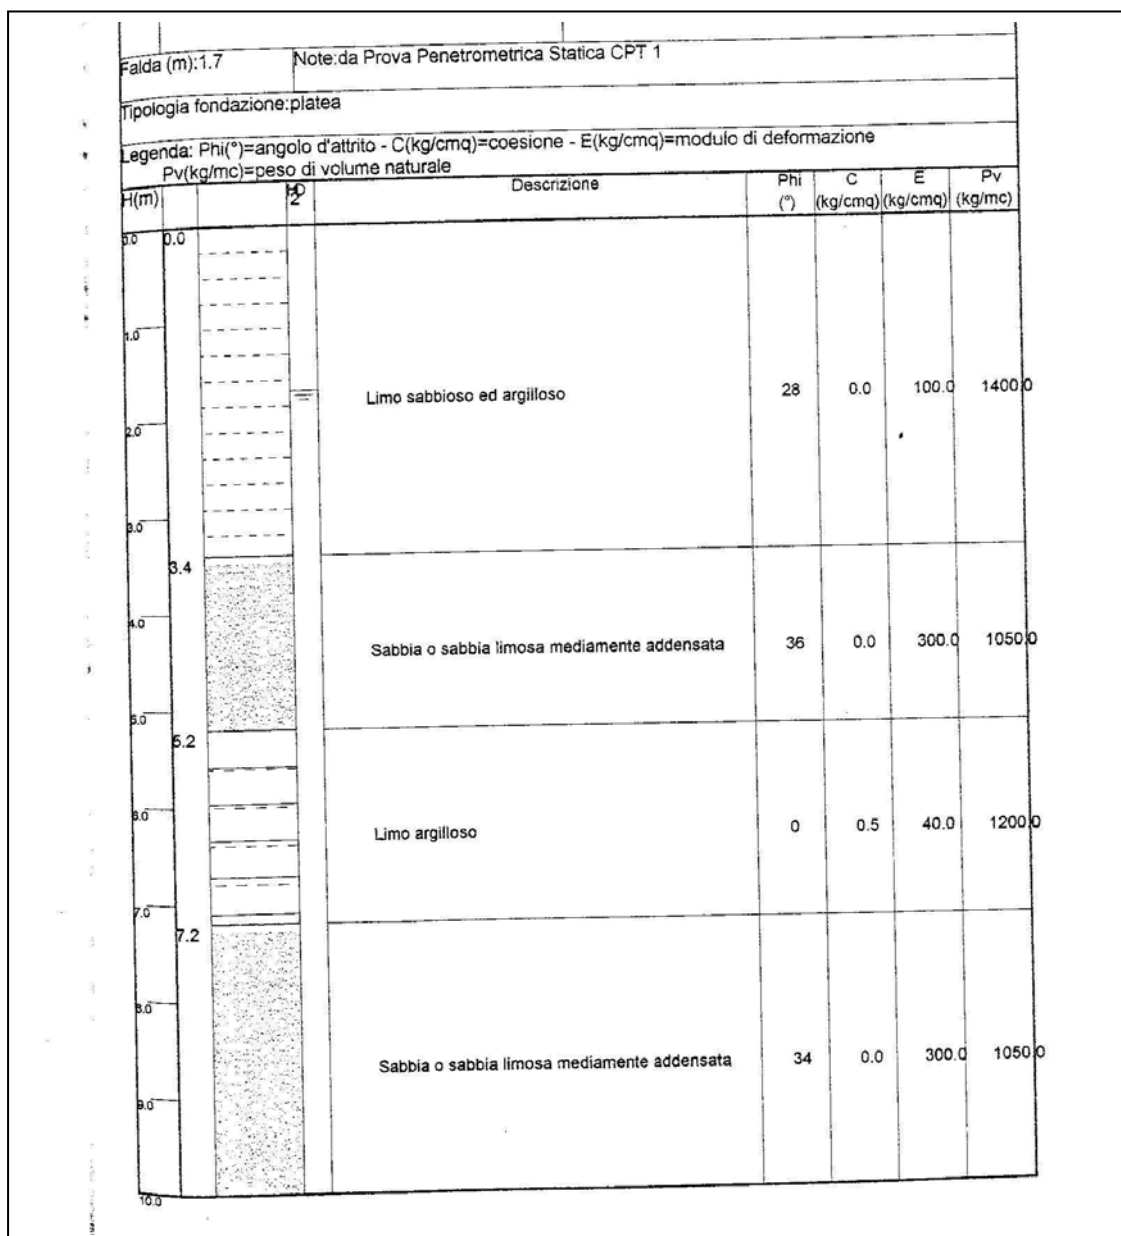 Falda (m):1.7 Note:da Prova Penetrometrica Statica CPT 1
Tipologia fondazione:platea
Legenda: Phi(°)=angolo d'attrito - C(kg/cmq)=coesione - E(kg/cmq)=modulo di deformazione
Pv(kg/mc)=peso di volume naturale
H(m) Descrizione Phi C E Pv
(°) (kg/cmq) (kg/cmq) (kg/mc)
0.0 0.0
1.0
Limo sabbioso ed argilloso 28 0.0 100.0 1400.0
2.0
3.0
3.4
4.0
Sabbia o sabbia limosa mediamente addensata 36 0.0 300.0 1050.0
5.0
5.2
6.0
Limo argilloso 0 0.5 40.0 1200.0
7.0
7.2
8.0
Sabbia o sabbia limosa mediamente addensata 34 0.0 300.0 1050.0
9.0
10.0